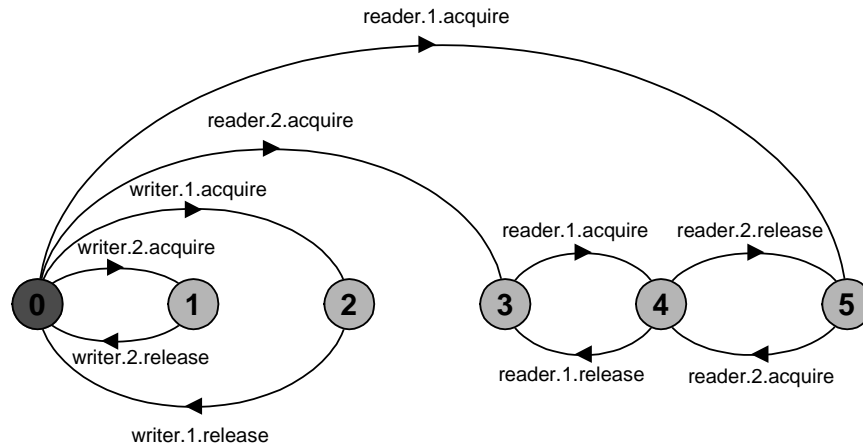 reader.1.acquire
reader.2.acquire
writer.1.acquire
writer.2.acquire
reader.1.acquire
reader.2.release
0
1
2
3
4
5
writer.2.release
reader.1.release
reader.2.acquire
writer.1.release